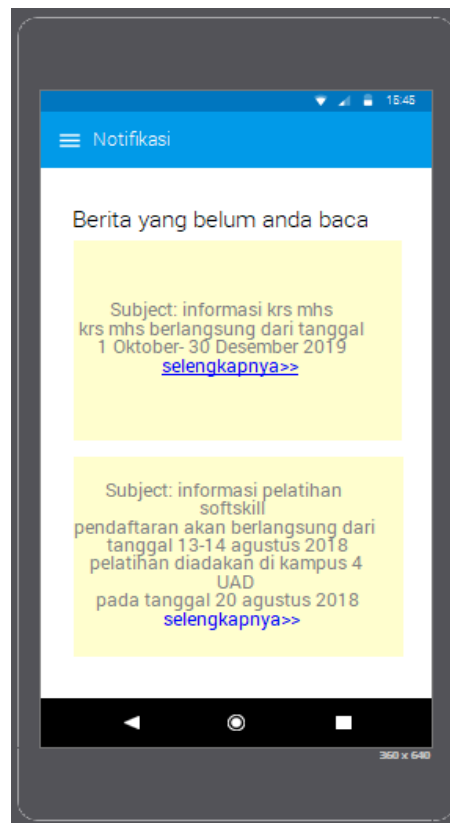 15:45
Notifikasi
Berita yang belum anda baca
Subject: informasi krs mhs
krs mhs berlangsung dari tanggal
1 Oktober- 30 Desember 2019
selengkapnya>>
Subject: informasi pelatihan
softskill
pendaftaran akan berlangsung dari
tanggal 13-14 agustus 2018
pelatihan diadakan di kampus 4
UAD
pada tanggal 20 agustus 2018
selengkapnya>>
360 x 640